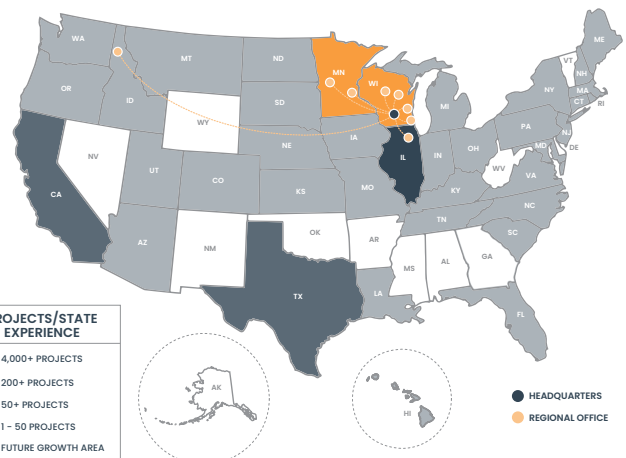 WA
MT
ND
MN
ME
OR
ID
SD
WI
MI
VT
NH
NY
MA
CT
RI
WY
NE
IA
PA
NJ
NV
UT
CO
IL
IN
OH
MD
DE
WV
VA
CA
KS
MO
KY
NC
AZ
NM
OK
AR
TN
SC
TX
LA
MS
AL
GA
FL
AK
HI
ROJECTS/STATE
EXPERIENCE
4,000+ PROJECTS
200+ PROJECTS
50+ PROJECTS
1 - 50 PROJECTS
FUTURE GROWTH AREA
HEADQUARTERS
REGIONAL OFFICE